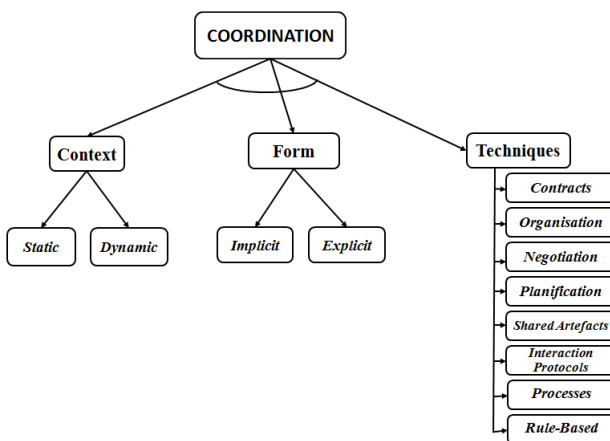 COORDINATION
Context
Form
Techniques
Static
Dynamic
Implicit
Explicit
Contracts
Organisation
Negotiation
Planification
Shared Artefacts
Interaction
Protocols
Processes
Rule-Based